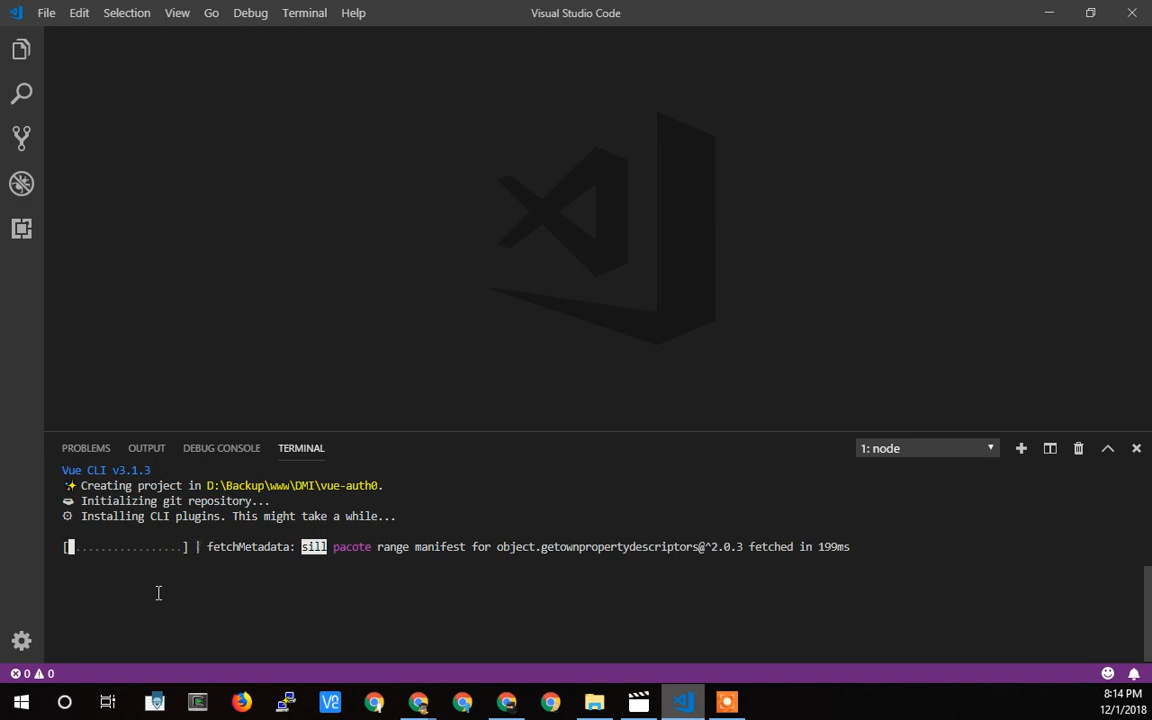 File Edit Selection View Go Debug Terminal Help
Visual Studio Code
PROBLEMS OUTPUT DEBUG CONSOLE TERMINAL
1: node
Vue CLI v3.1.3
Creating project in D:\Backup\www\DMI\vue-auth0.
Initializing git repository...
Installing CLI plugins. This might take a while...
[ .................] | fetchMetadata: sill pacote range manifest for object.getownpropertydescriptors@^2.0.3 fetched in 199ms
0 0
8:14 PM
12/1/2018